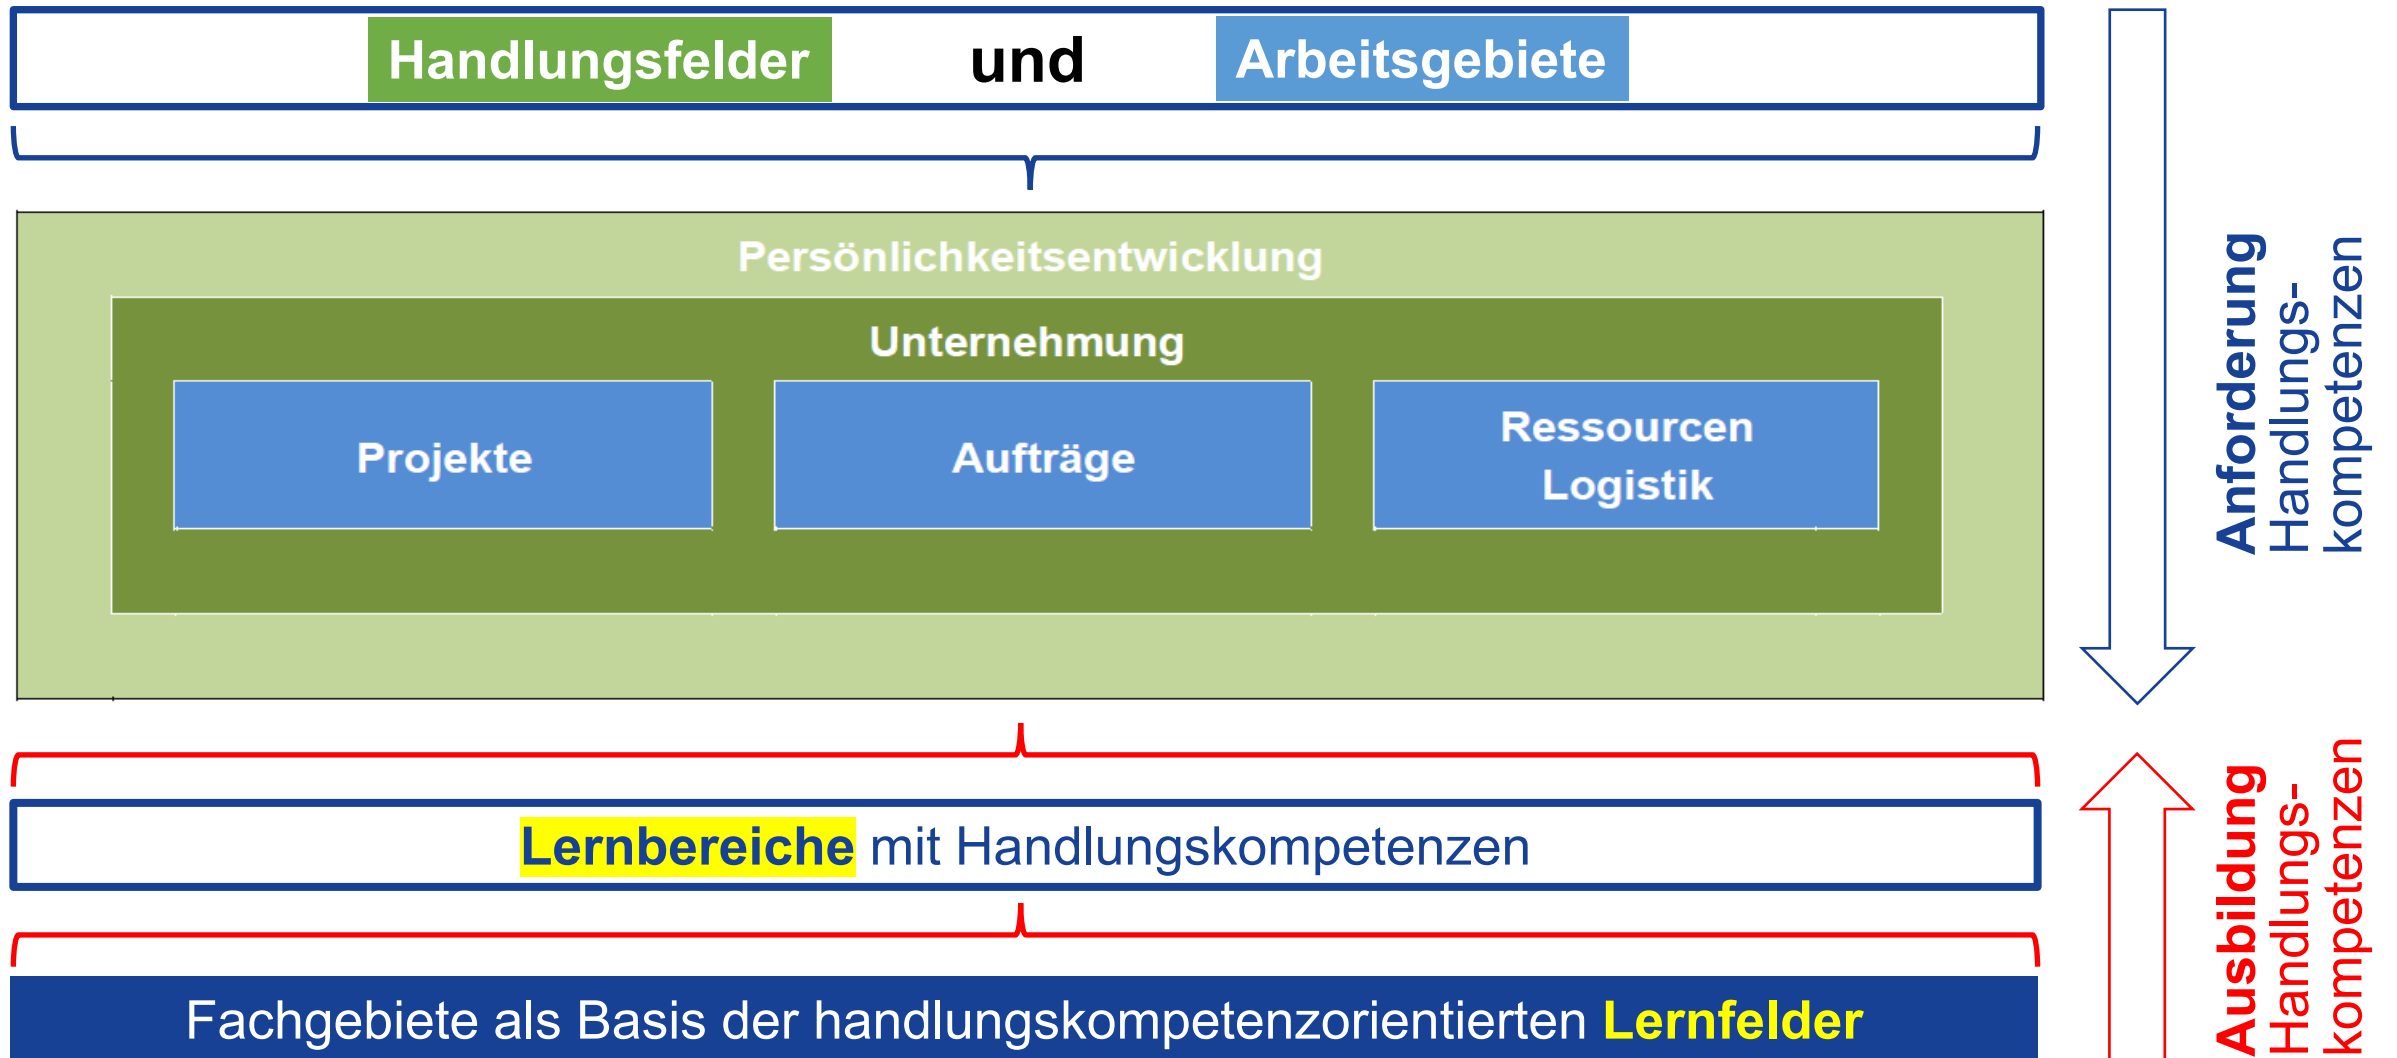 Handlungsfelder und Arbeitsgebiete
Persönlichkeitsentwicklung
Unternehmung
Projekte
Aufträge
Ressourcen
Logistik
Anforderung
Handlungs-
kompetenzen
Lernbereiche mit Handlungskompetenzen
Fachgebiete als Basis der handlungskompetenzorientierten Lernfelder
Ausbildung
Handlungs-
kompetenzen